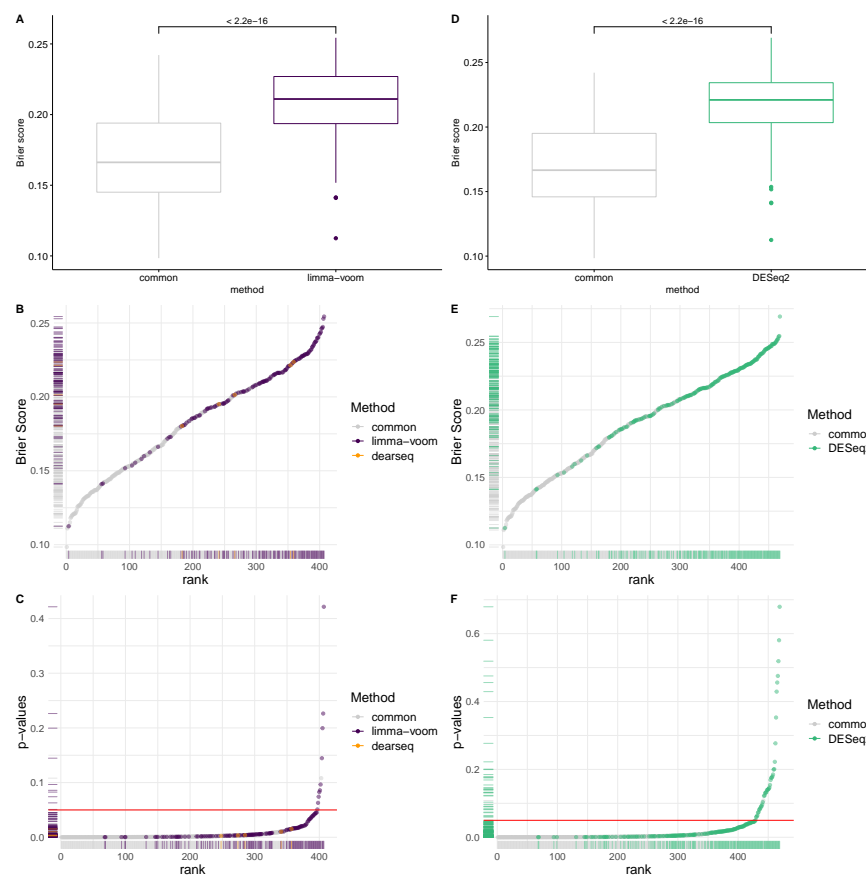 A
< 2.2e−16
0.25
0.20
0.15
0.10
Brier score
common
limma−voom
method
D
< 2.2e−16
0.25
0.20
0.15
0.10
Brier score
common
DESeq2
method
B
0.25
0.20
0.15
0.10
Brier Score
0
100
200
300
400
rank
Method
common
limma−voom
dearseq
E
0.25
0.20
0.15
0.10
Brier Score
0
100
200
300
400
rank
Method
commo
DESeq
C
0.4
0.3
0.2
0.1
0.0
p−values
0
100
200
300
400
rank
Method
common
limma−voom
dearseq
F
0.6
0.4
0.2
0.0
p−values
0
100
200
300
400
rank
Method
commo
DESeq